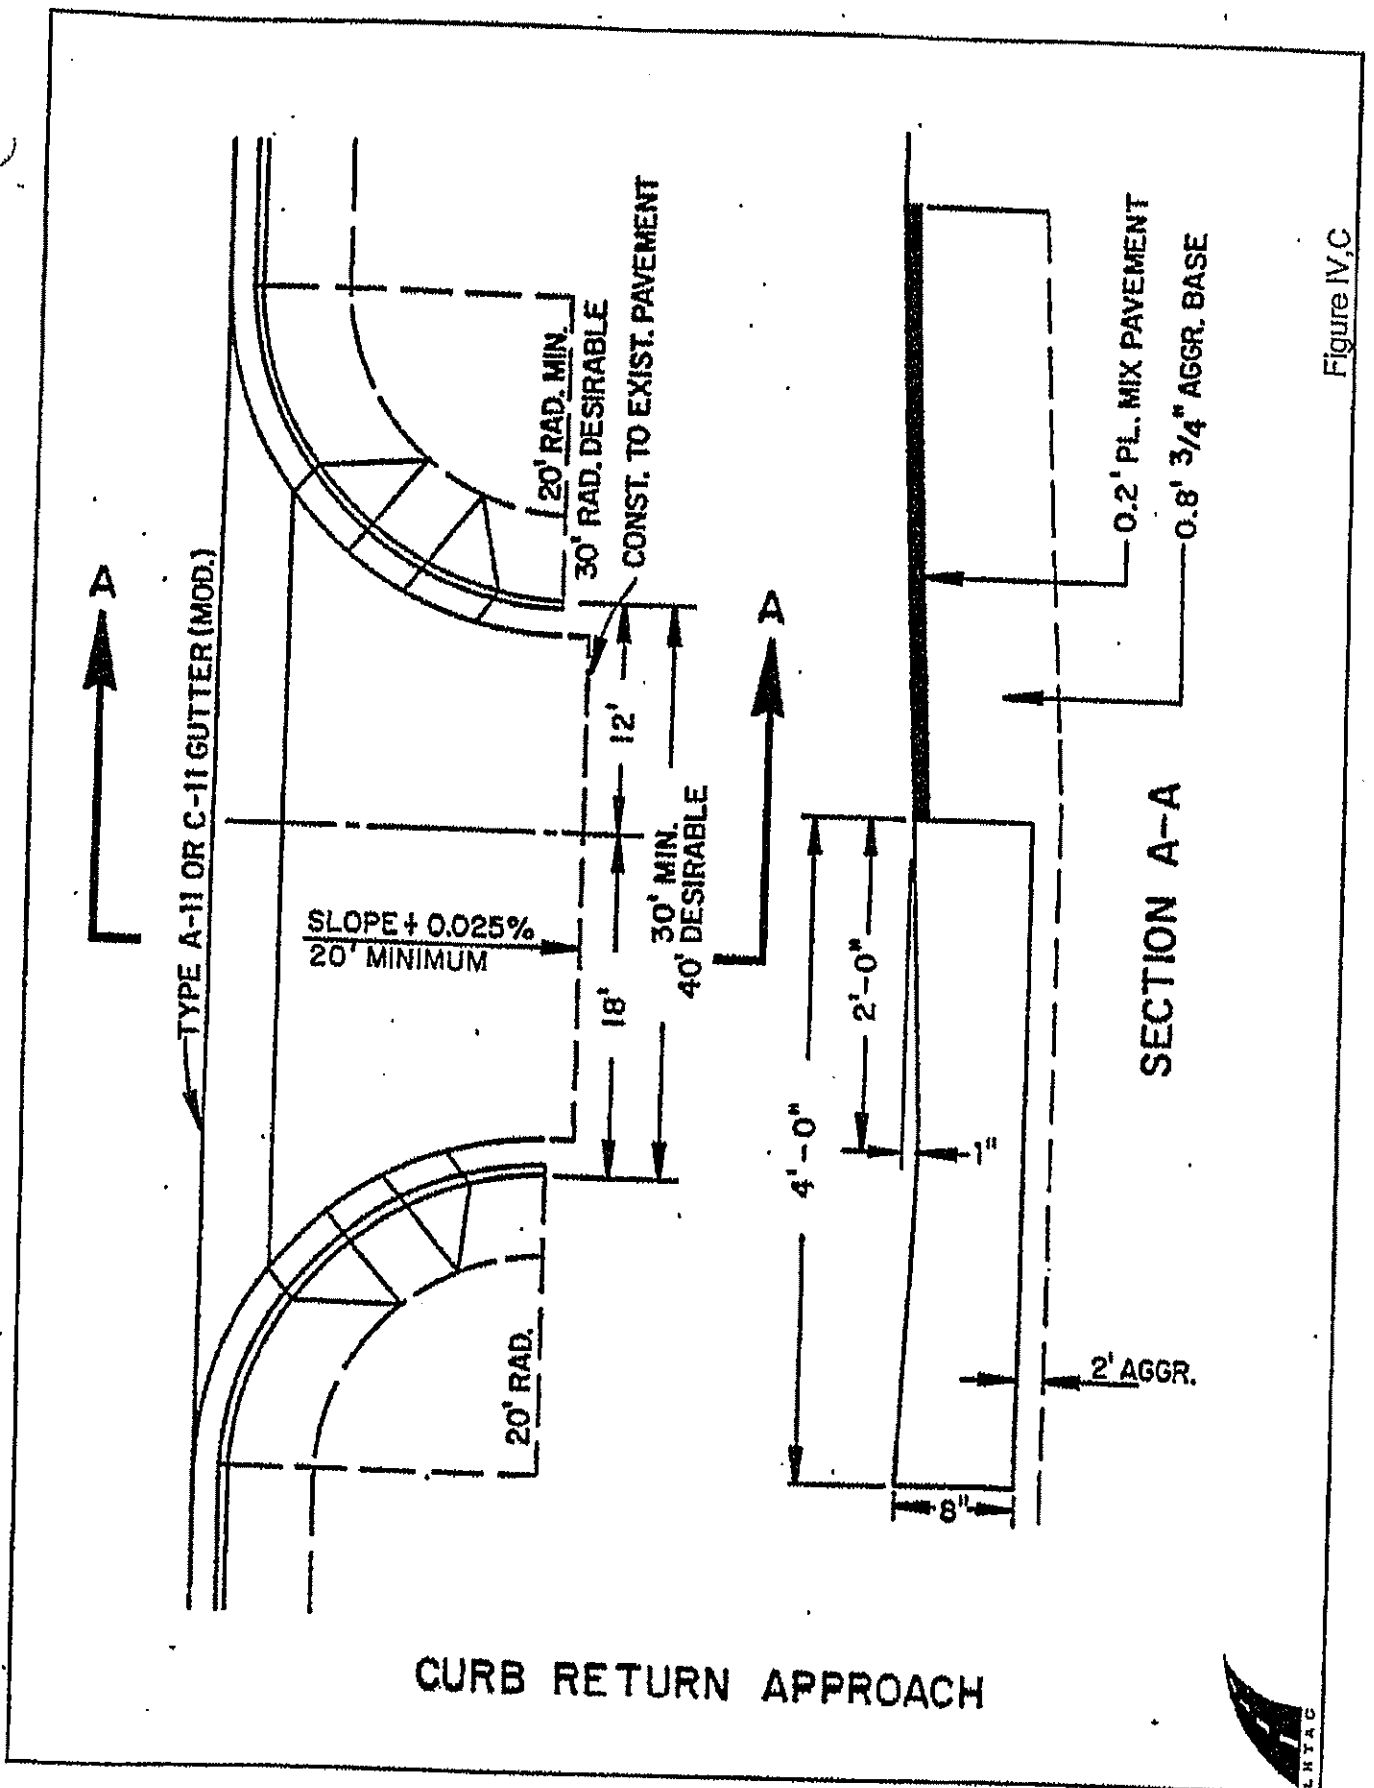 A
TYPE A-11 OR C-11 GUTTER (MOD.)
20' RAD. MIN.
30' RAD. DESIRABLE
CONST. TO EXIST. PAVEMENT
12'
A
SLOPE + 0.025%
20' MINIMUM
18'
30' MIN.
40' DESIRABLE
20' RAD.
4'-0"
2'-0"
1"
8"
2' AGGR.
0.2' PL. MIX PAVEMENT
0.8' 3/4" AGGR. BASE
SECTION A-A
Figure IV,C
CURB RETURN APPROACH
LHTAC